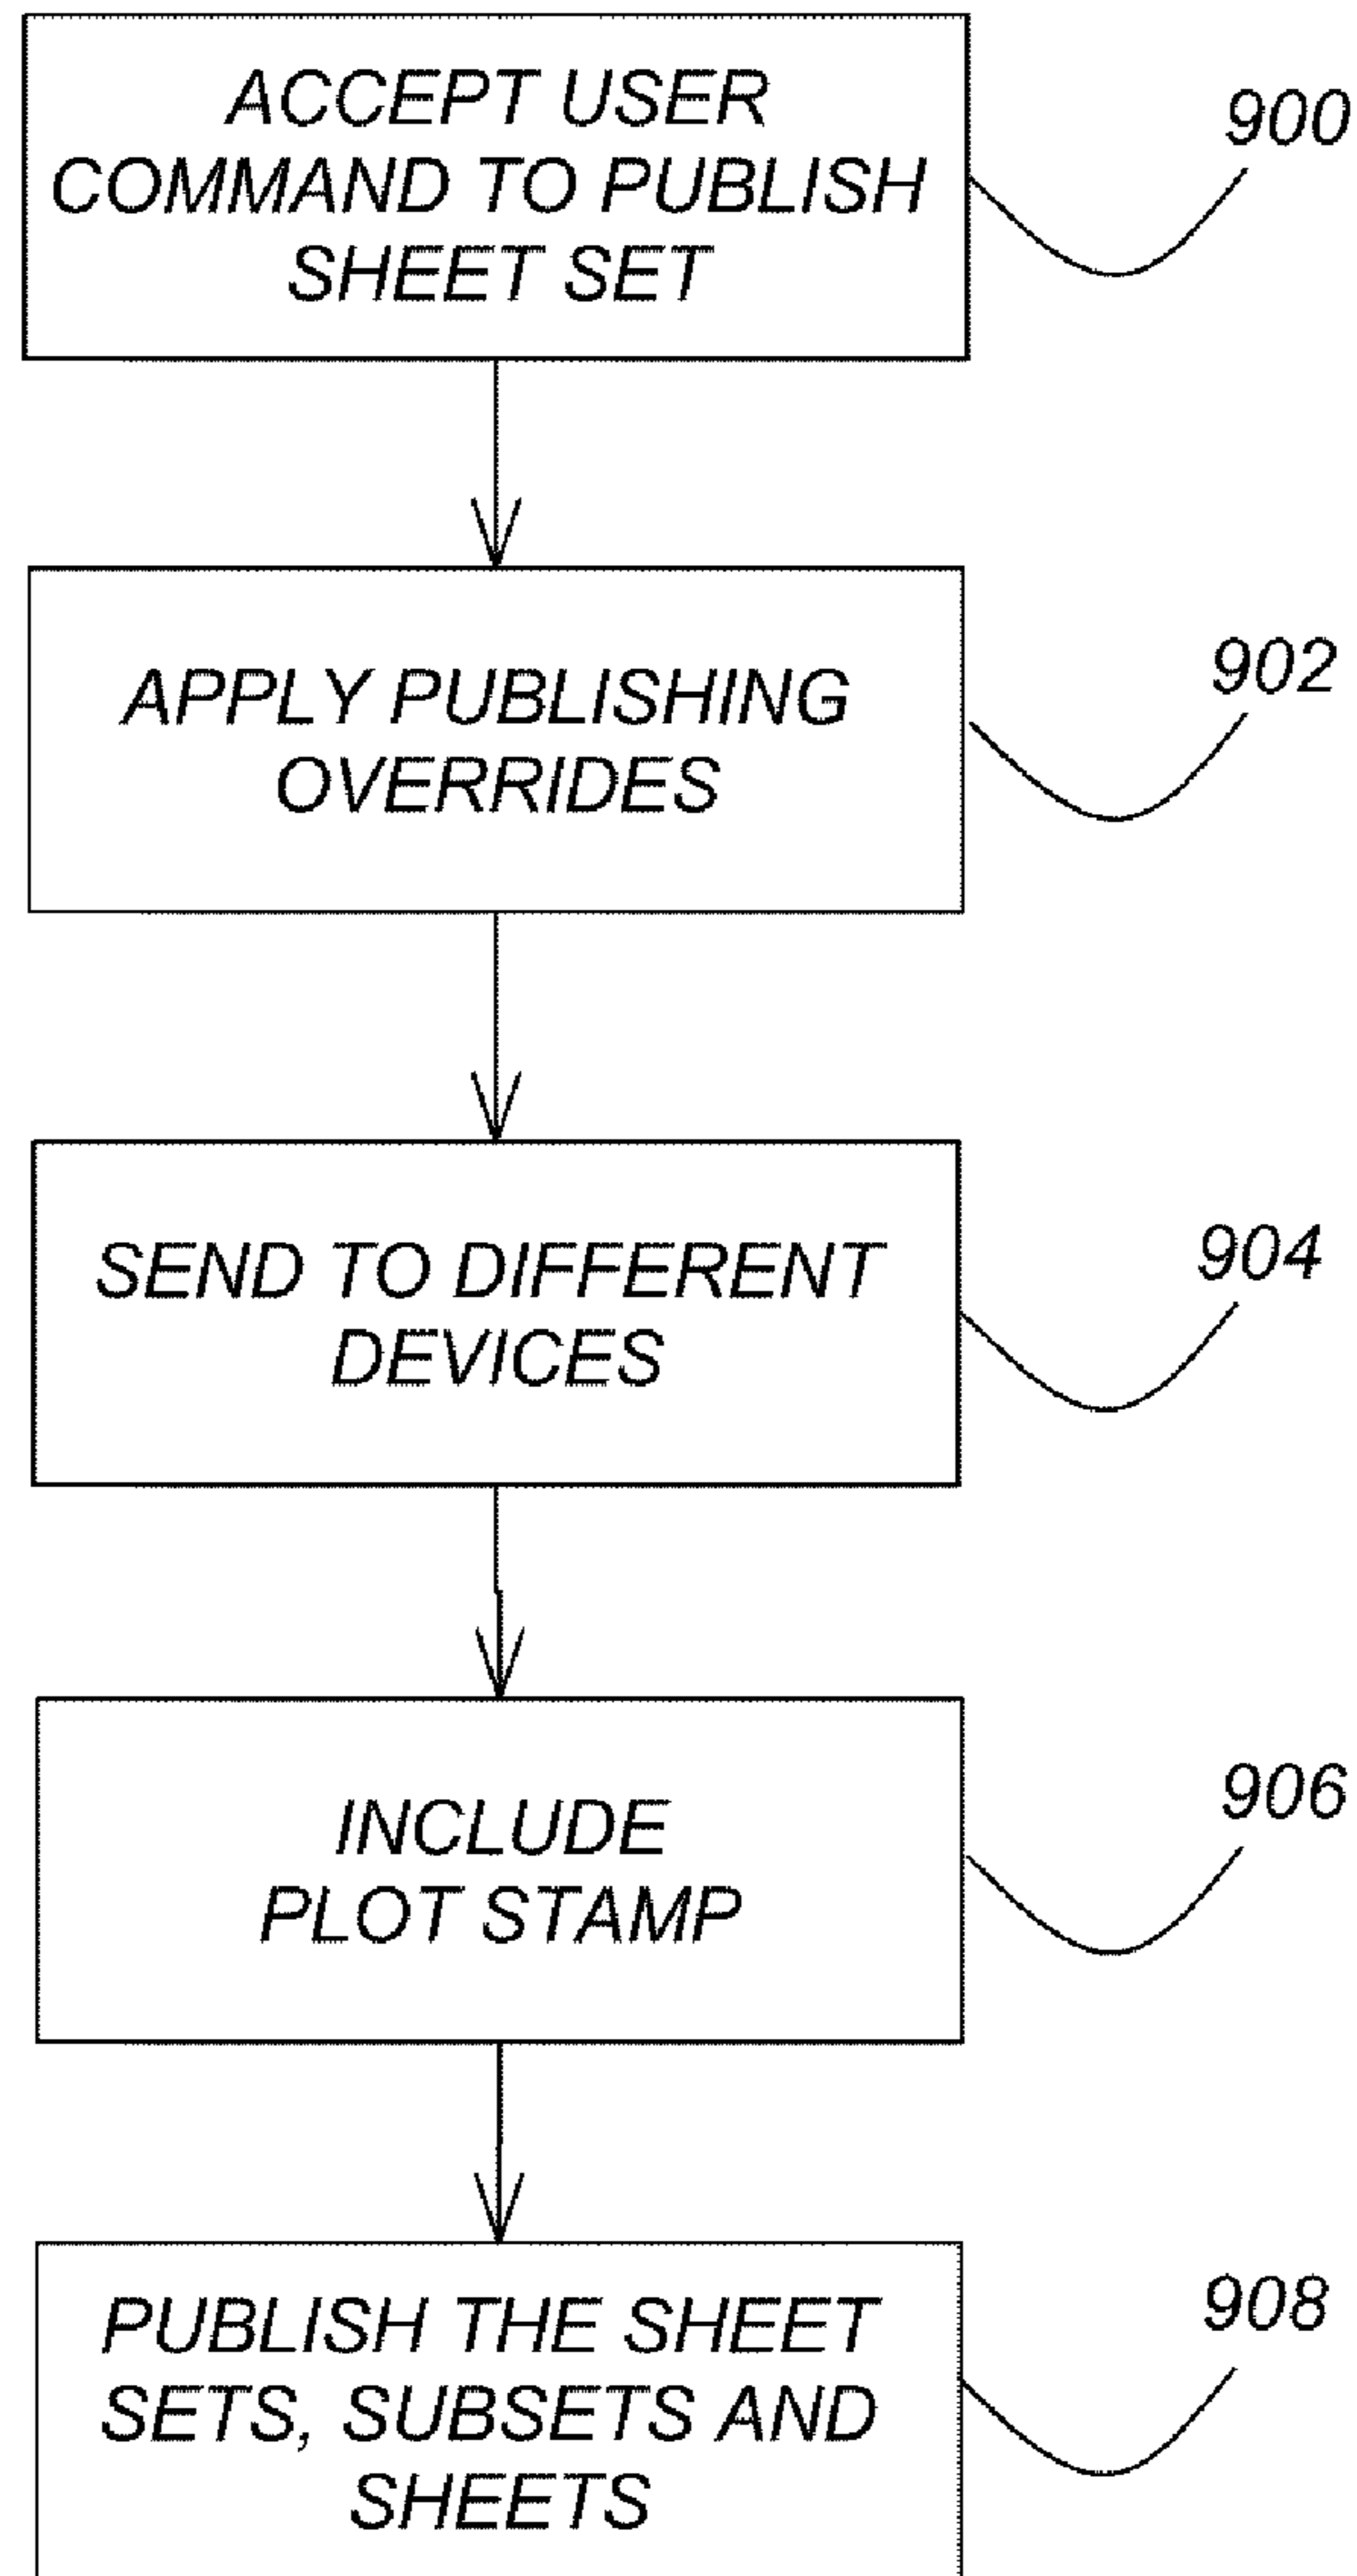 ACCEPT USER
COMMAND TO PUBLISH
SHEET SET
900
APPLY PUBLISHING
OVERRIDES
902
SEND TO DIFFERENT
DEVICES
904
INCLUDE
PLOT STAMP
906
PUBLISH THE SHEET
SETS, SUBSETS AND
SHEETS
908